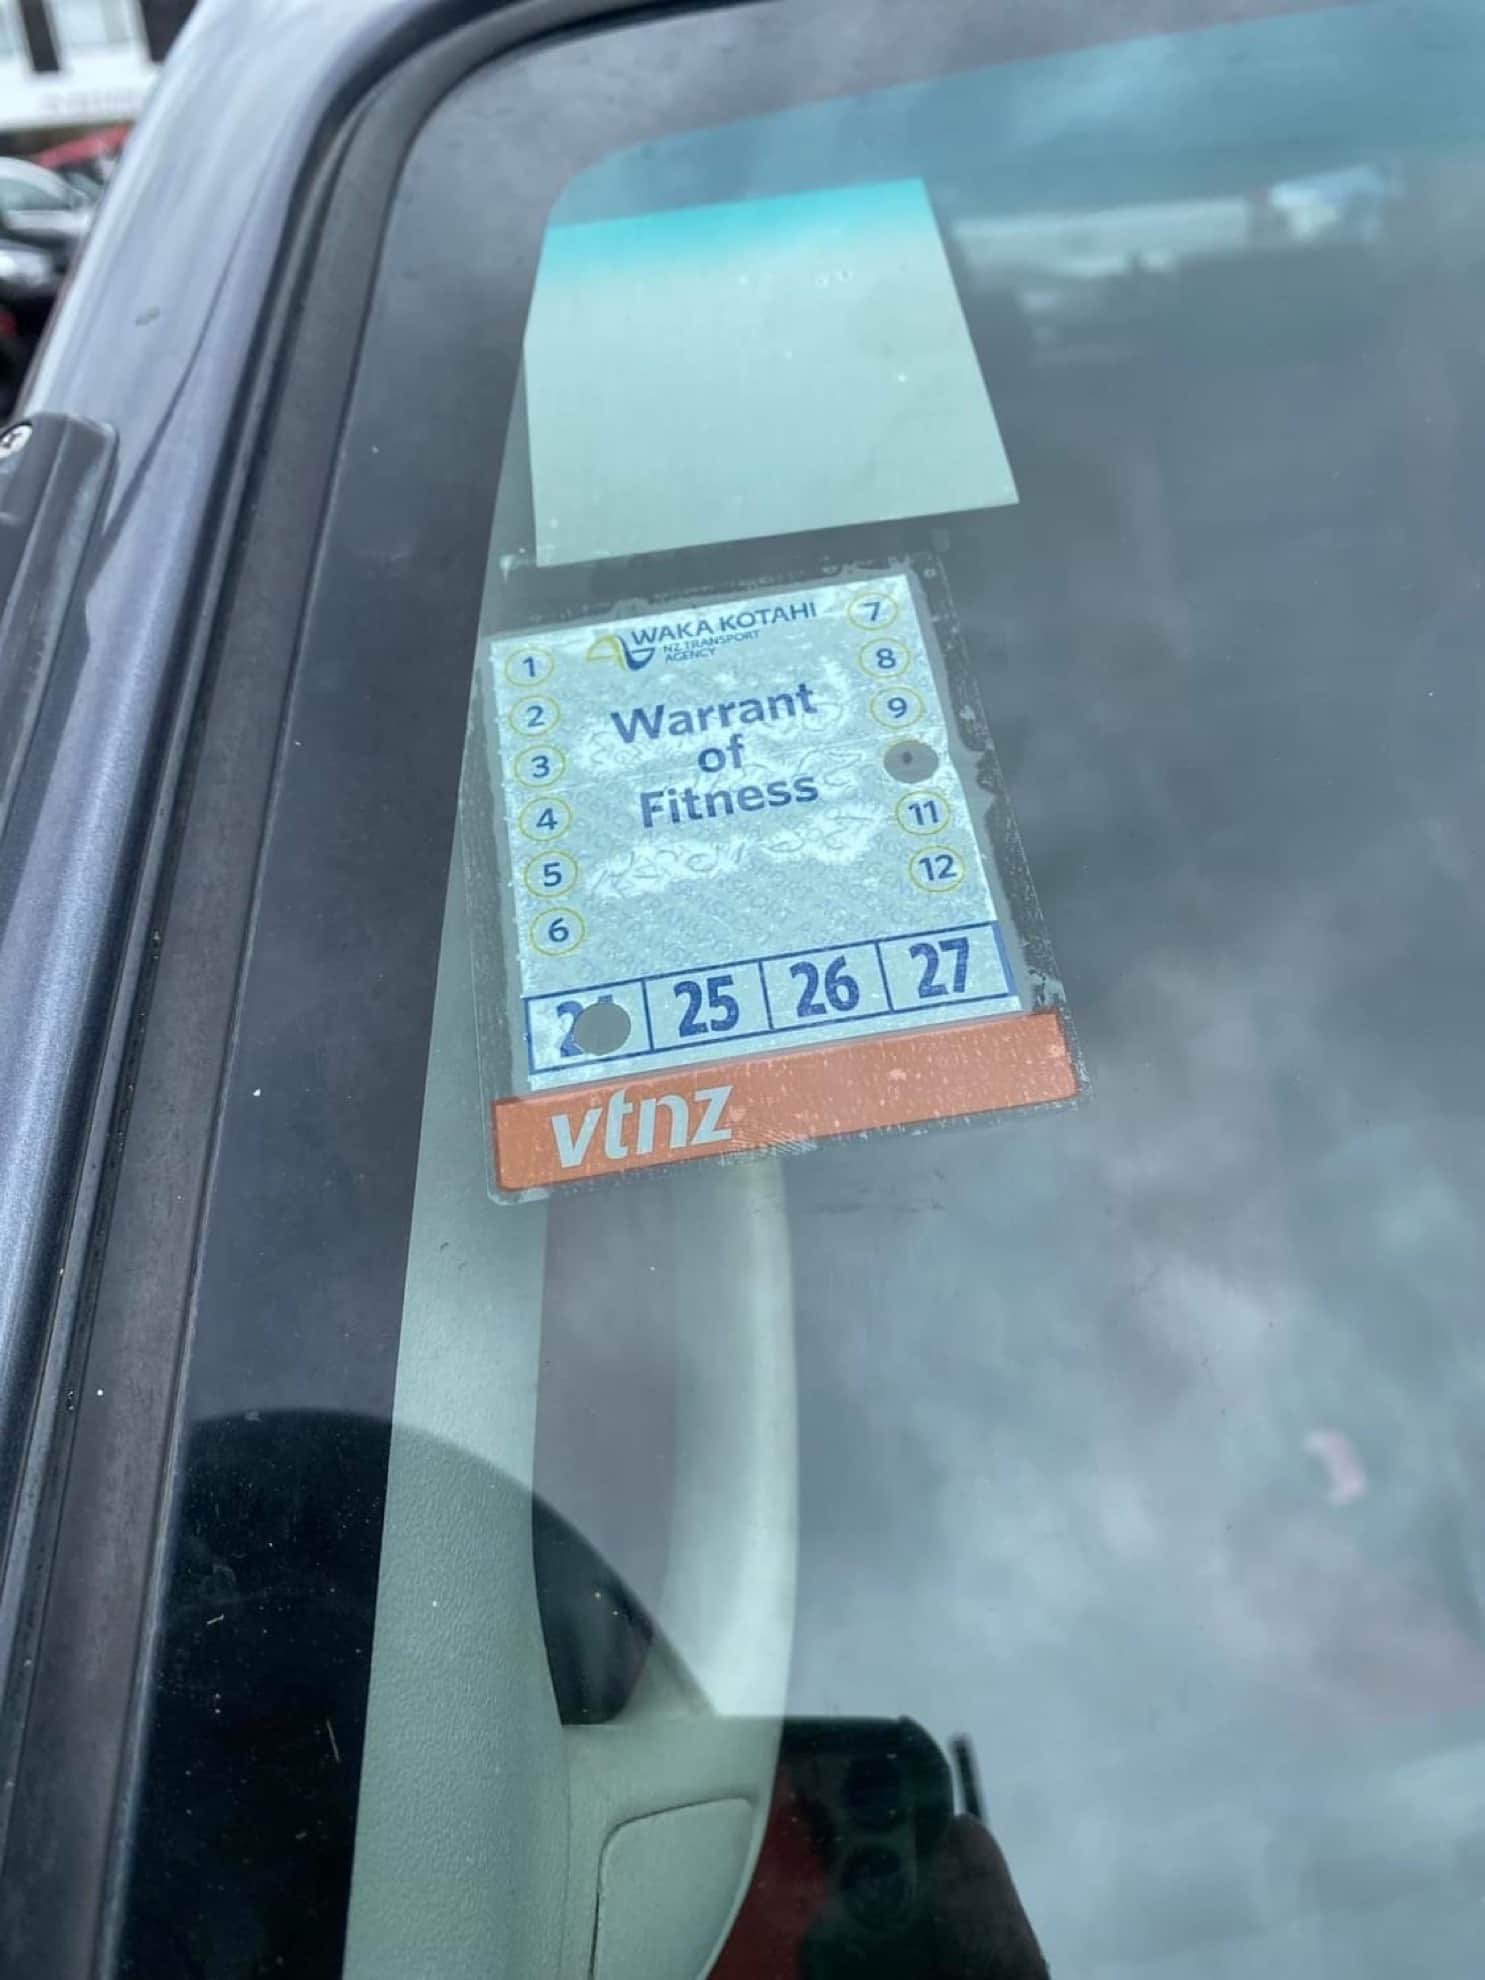 WAKA KOTAHI
NZ TRANSPORT
AGENCY
Warrant
of
Fitness
1
2
3
4
5
6
7
8
9
11
12
25 26 27
vtnz